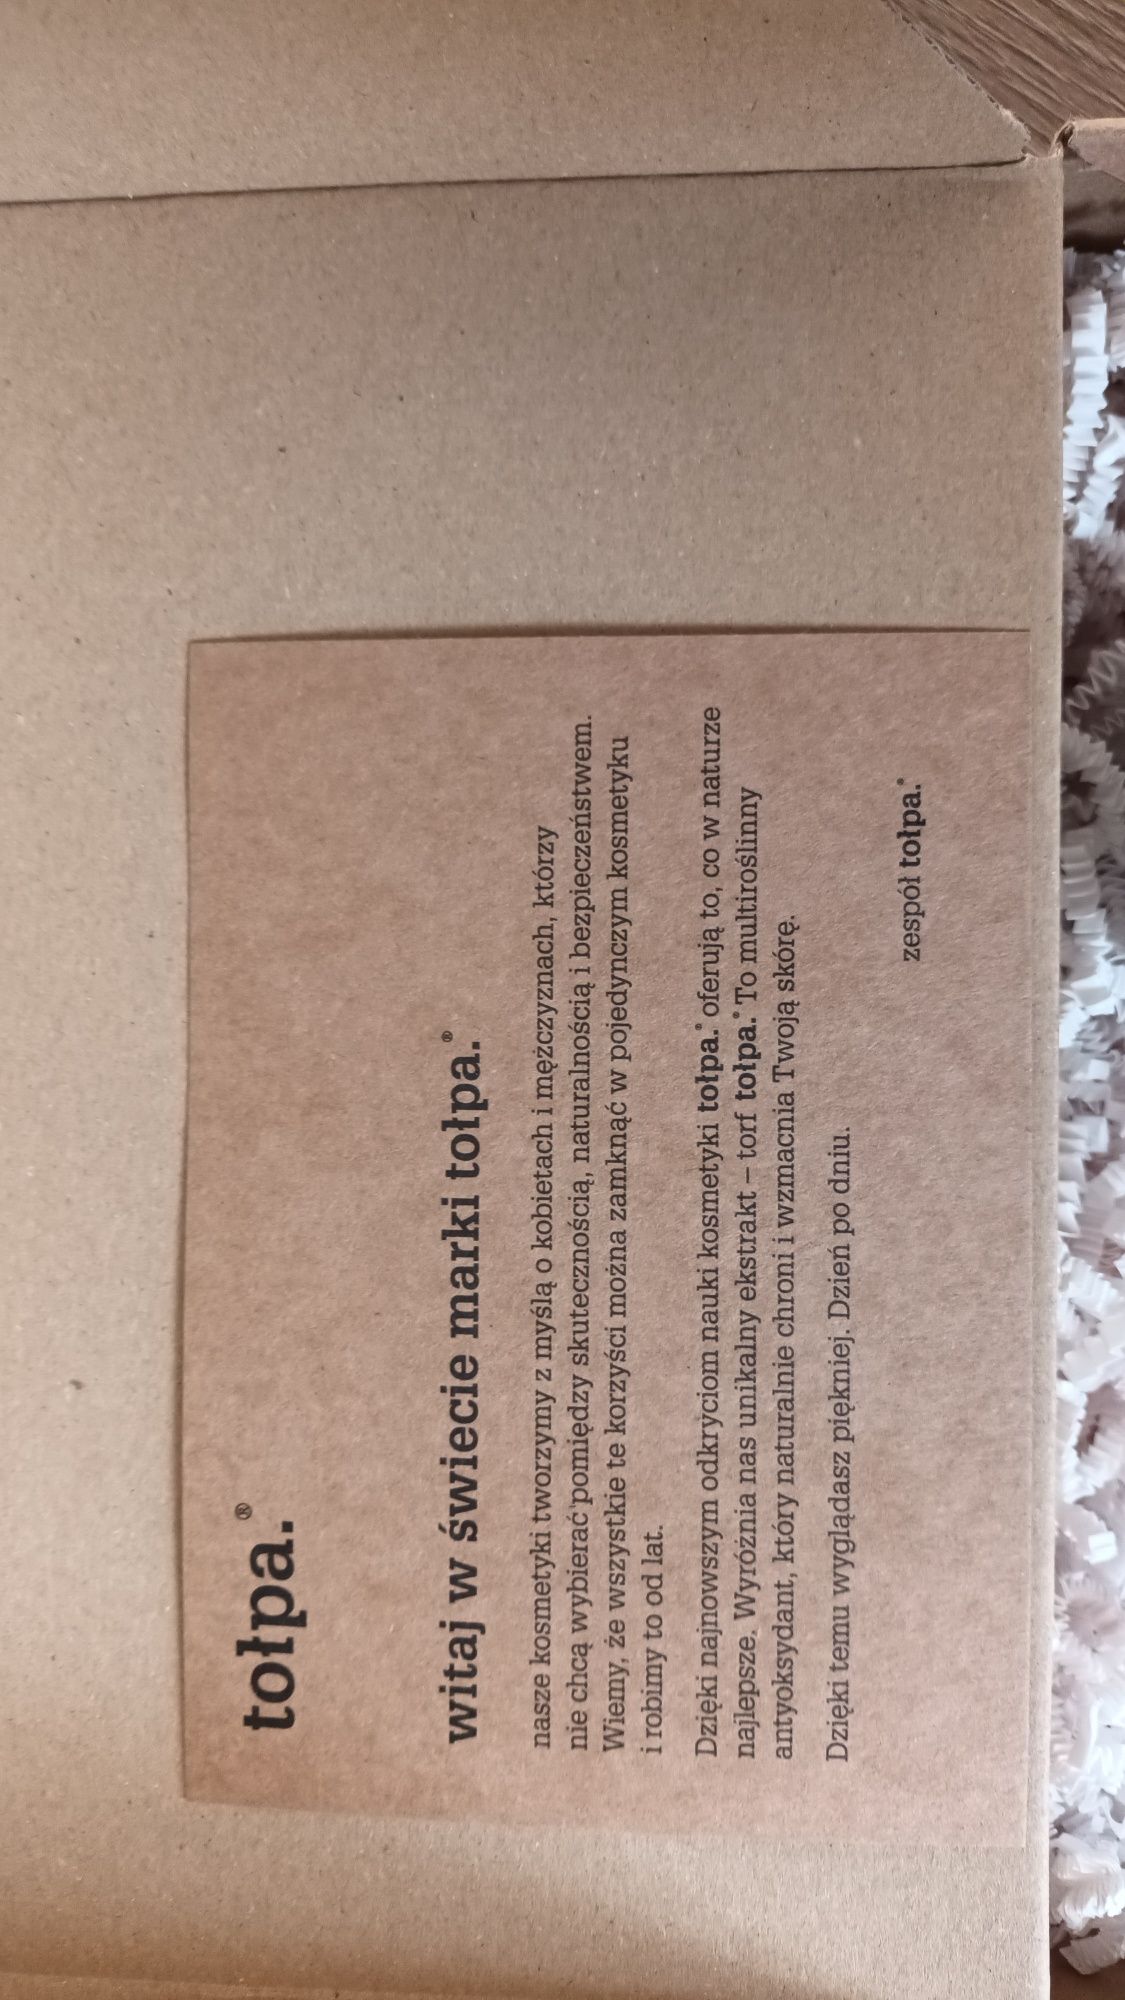 tołpa.®
witaj w świecie marki tołpa.®
nasze kosmetyki tworzymy z myślą o kobietach i mężczyznach, którzy
nie chcą wybierać pomiędzy skutecznością, naturalnością i bezpieczeństwem.
Wiemy, że wszystkie te korzyści można zamknąć w pojedynczym kosmetyku
i robimy to od lat.
Dzięki najnowszym odkryciom nauki kosmetyki tołpa.® oferują to, co w naturze
najlepsze. Wyróżnia nas unikalny ekstrakt – torf tołpa.® To multiroślinny
antyoksydant, który naturalnie chroni i wzmacnia Twoją skórę.
Dzięki temu wyglądasz piękniej. Dzień po dniu.
zespół tołpa.®